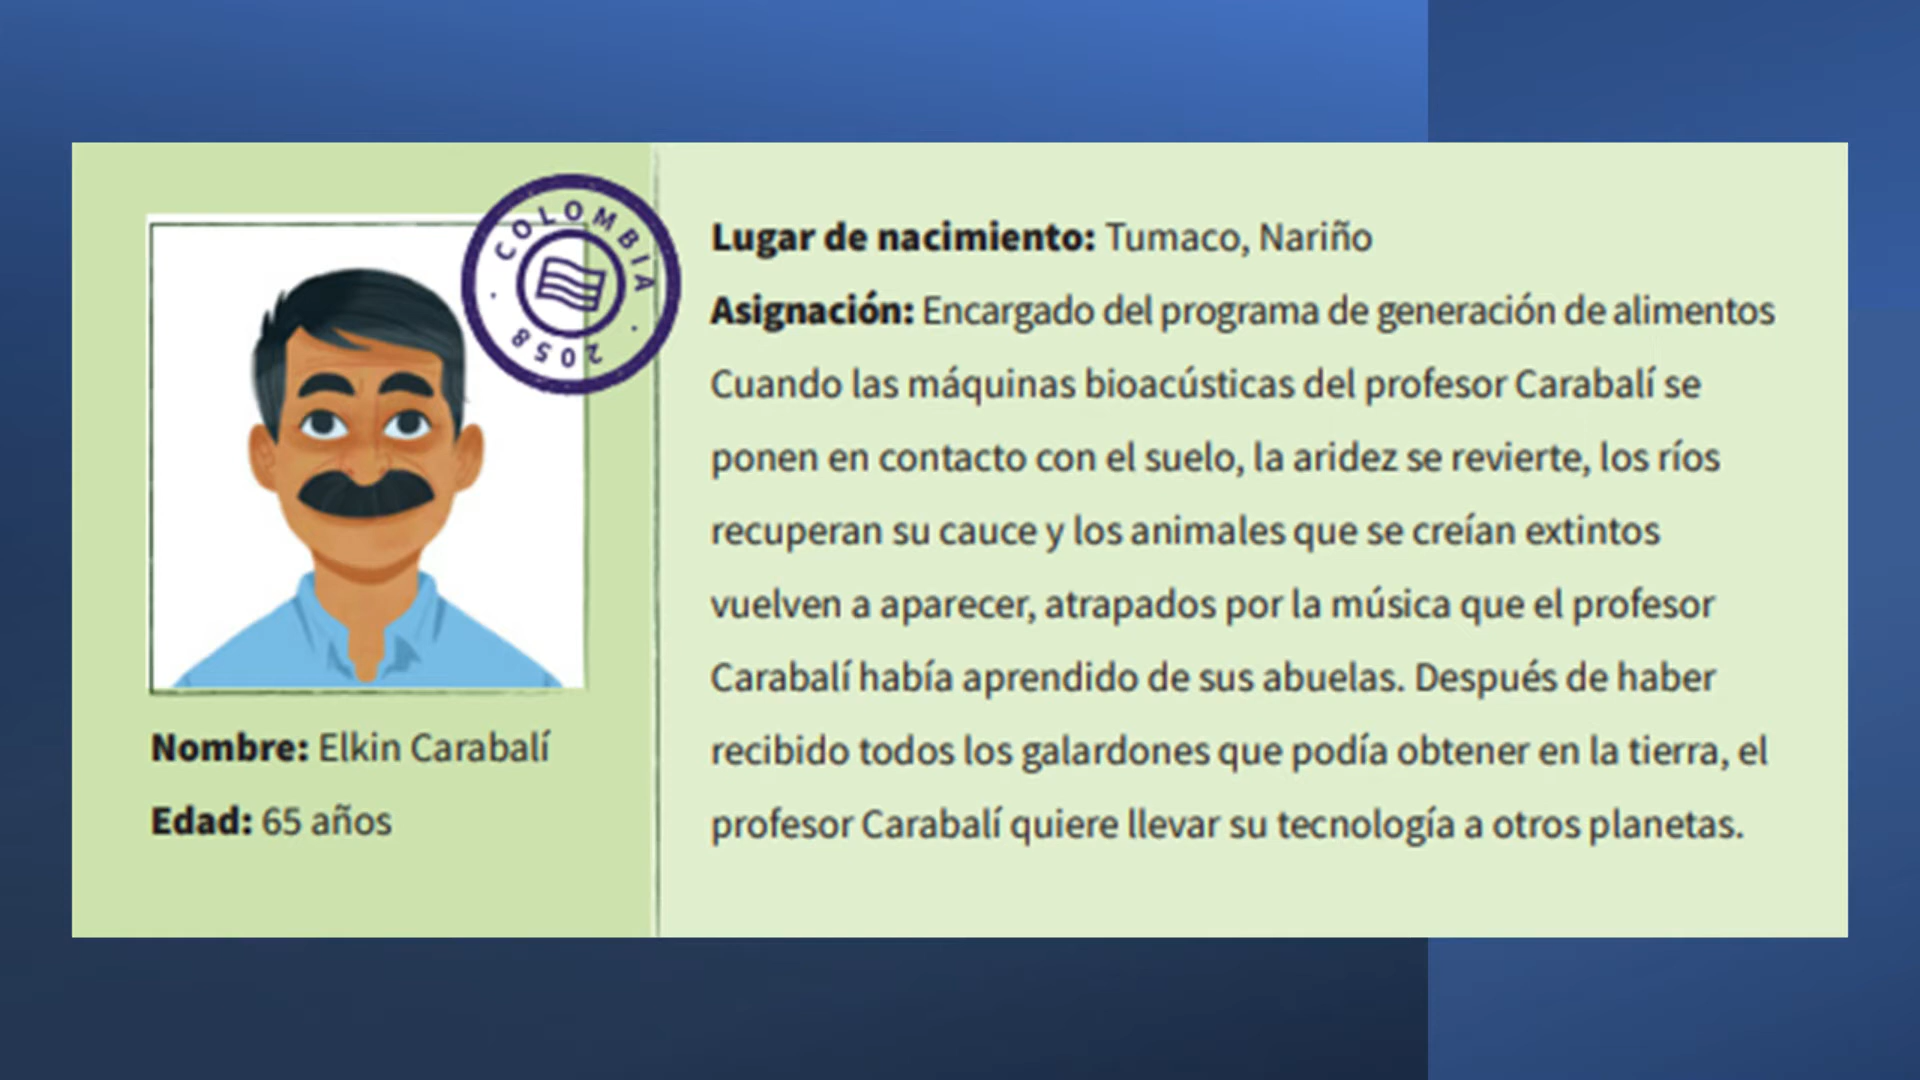 COLOMBIA
2058
Nombre: Elkin Carabalí
Edad: 65 años
Lugar de nacimiento: Tumaco, Nariño
Asignación: Encargado del programa de generación de alimentos
Cuando las máquinas bioacústicas del profesor Carabalí se
ponen en contacto con el suelo, la aridez se revierte, los ríos
recuperan su cauce y los animales que se creían extintos
vuelven a aparecer, atrapados por la música que el profesor
Carabalí había aprendido de sus abuelas. Después de haber
recibido todos los galardones que podía obtener en la tierra, el
profesor Carabalí quiere llevar su tecnología a otros planetas.